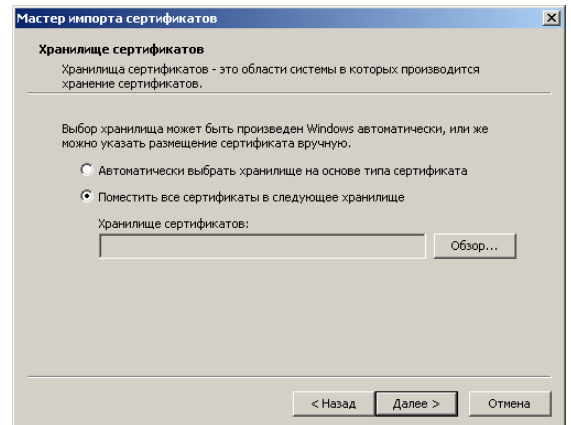 Мастер импорта сертификатов
Хранилище сертификатов
Хранилища сертификатов - это области системы в которых производится
хранение сертификатов.
Выбор хранилища может быть произведен Windows автоматически, или же
можно указать размещение сертификата вручную.
Автоматически выбрать хранилище на основе типа сертификата
Поместить все сертификаты в следующее хранилище
Хранилище сертификатов:
Обзор...
< Назад Далее > Отмена